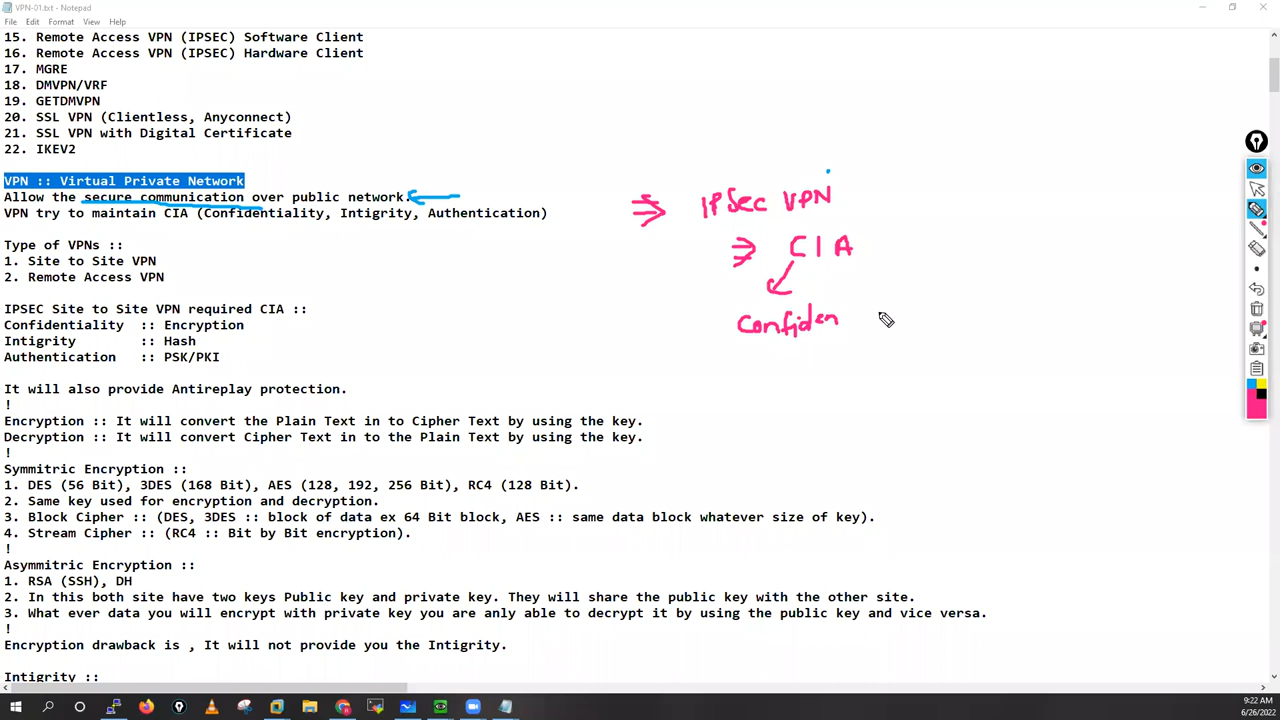 VPN-01.txt - Notepad
File Edit Format View Help
15. Remote Access VPN (IPSEC) Software Client
16. Remote Access VPN (IPSEC) Hardware Client
17. MGRE
18. DMVPN/VRF
19. GETDMVPN
20. SSL VPN (Clientless, Anyconnect)
21. SSL VPN with Digital Certificate
22. IKEV2
VPN :: Virtual Private Network
Allow the secure communication over public network.
VPN try to maintain CIA (Confidentiality, Intigrity, Authentication)
Type of VPNs ::
1. Site to Site VPN
2. Remote Access VPN
IPSEC Site to Site VPN required CIA ::
Confidentiality :: Encryption
Intigrity :: Hash
Authentication :: PSK/PKI
It will also provide Antireplay protection.
!
Encryption :: It will convert the Plain Text in to Cipher Text by using the key.
Decryption :: It will convert Cipher Text in to the Plain Text by using the key.
!
Symmitric Encryption ::
1. DES (56 Bit), 3DES (168 Bit), AES (128, 192, 256 Bit), RC4 (128 Bit).
2. Same key used for encryption and decryption.
3. Block Cipher :: (DES, 3DES :: block of data ex 64 Bit block, AES :: same data block whatever size of key).
4. Stream Cipher :: (RC4 :: Bit by Bit encryption).
!
Asymmitric Encryption ::
1. RSA (SSH), DH
2. In this both site have two keys Public key and private key. They will share the public key with the other site.
3. What ever data you will encrypt with private key you are anly able to decrypt it by using the public key and vice versa.
!
Encryption drawback is , It will not provide you the Intigrity.
Intigrity ::
IPSec VPN
CIA
Confiden
9:22 AM
6/26/2022